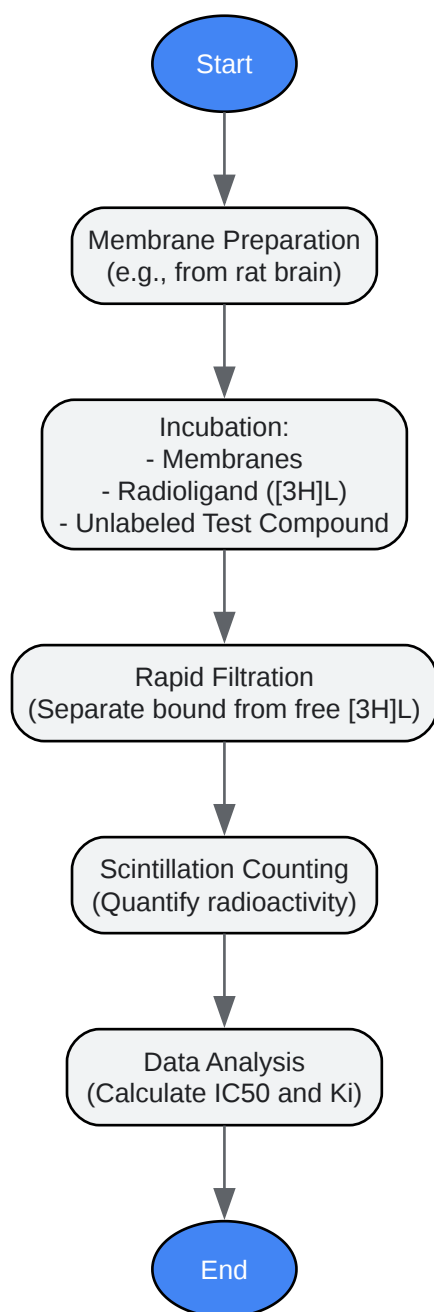 Start
Membrane Preparation
(e.g., from rat brain)
Incubation:
- Membranes
- Radioligand ([3H]L)
- Unlabeled Test Compound
Rapid Filtration
(Separate bound from free [3H]L)
Scintillation Counting
(Quantify radioactivity)
Data Analysis
(Calculate IC50 and Ki)
End